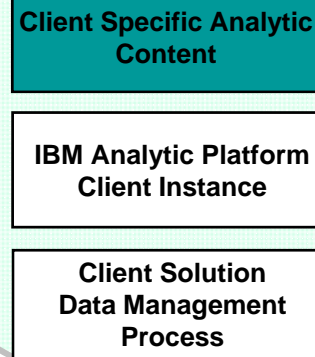 Client Specific Analytic
Content
IBM Analytic Platform
Client Instance
Client Solution
Data Management
Process